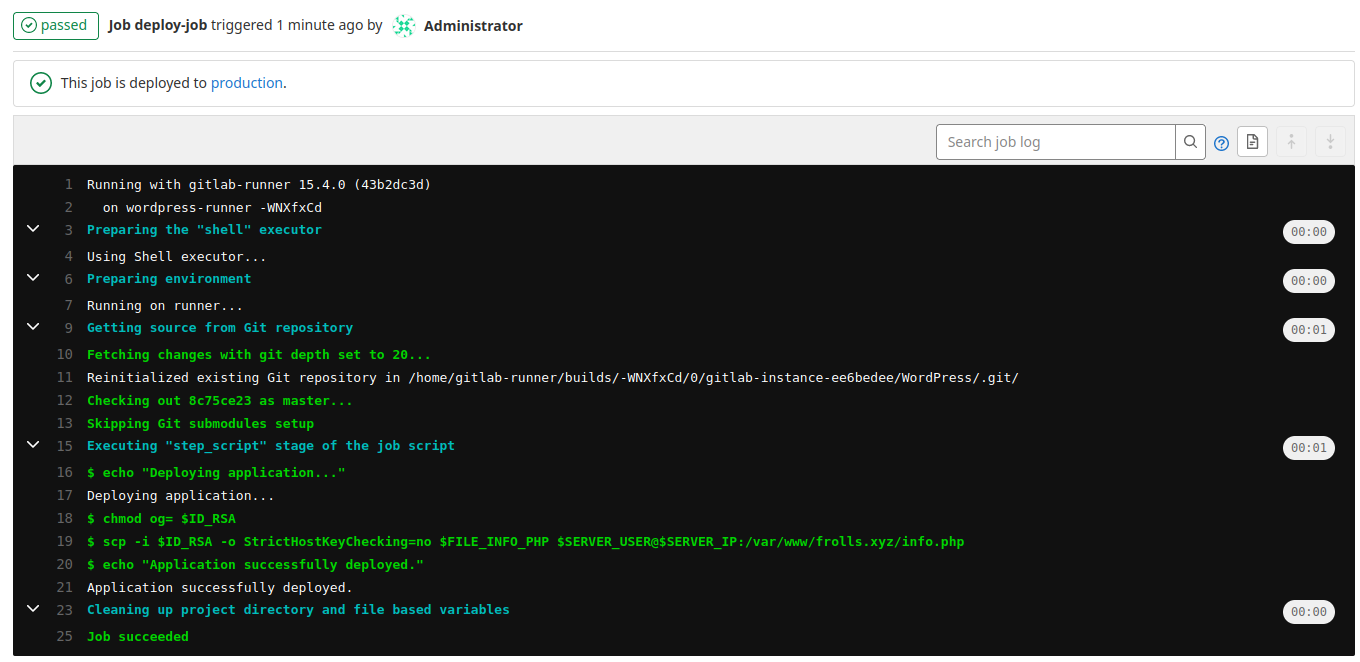 passed Job deploy-job triggered 1 minute ago by Administrator
This job is deployed to production.
Search job log
1 Running with gitlab-runner 15.4.0 (43b2dc3d)
2 on wordpress-runner -WNXfxCd
3 Preparing the "shell" executor 00:00
4 Using Shell executor...
6 Preparing environment 00:00
7 Running on runner...
9 Getting source from Git repository 00:01
10 Fetching changes with git depth set to 20...
11 Reinitialized existing Git repository in /home/gitlab-runner/builds/-WNXfxCd/0/gitlab-instance-ee6bedee/WordPress/.git/
12 Checking out 8c75ce23 as master...
13 Skipping Git submodules setup
15 Executing "step_script" stage of the job script 00:01
16 $ echo "Deploying application..."
17 Deploying application...
18 $ chmod og= $ID_RSA
19 $ scp -i $ID_RSA -o StrictHostKeyChecking=no $FILE_INFO_PHP $SERVER_USER@$SERVER_IP:/var/www/frolls.xyz/info.php
20 $ echo "Application successfully deployed."
21 Application successfully deployed.
23 Cleaning up project directory and file based variables 00:00
25 Job succeeded